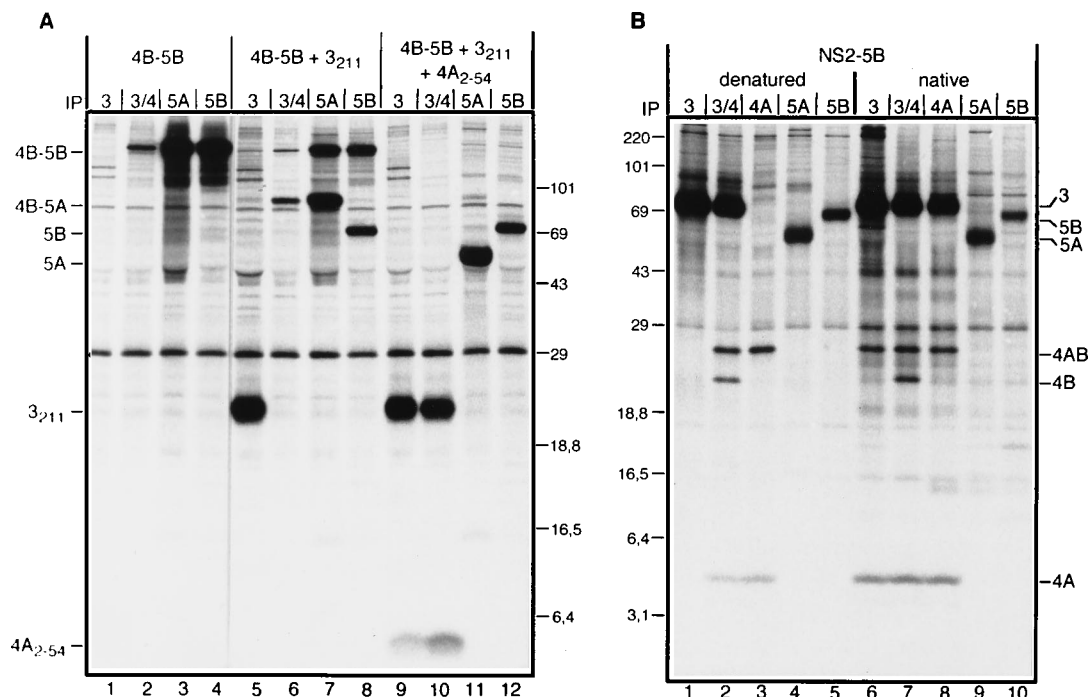 A
4B-5B
4B-5B + 3211
4B-5B + 3211
+ 4A2-54
IP 3 3/4 5A 5B 3 3/4 5A 5B 3 3/4 5A 5B
4B-5B
4B-5A
5B
5A
3211
4A2-54
101
69
43
29
18,8
16,5
6,4
1 2 3 4 5 6 7 8 9 10 11 12
B
NS2-5B
denatured native
IP 3 3/4 4A 5A 5B 3 3/4 4A 5A 5B
220
101
69
43
29
18,8
16,5
6,4
3,1
3
5B
5A
4AB
4B
4A
1 2 3 4 5 6 7 8 9 10